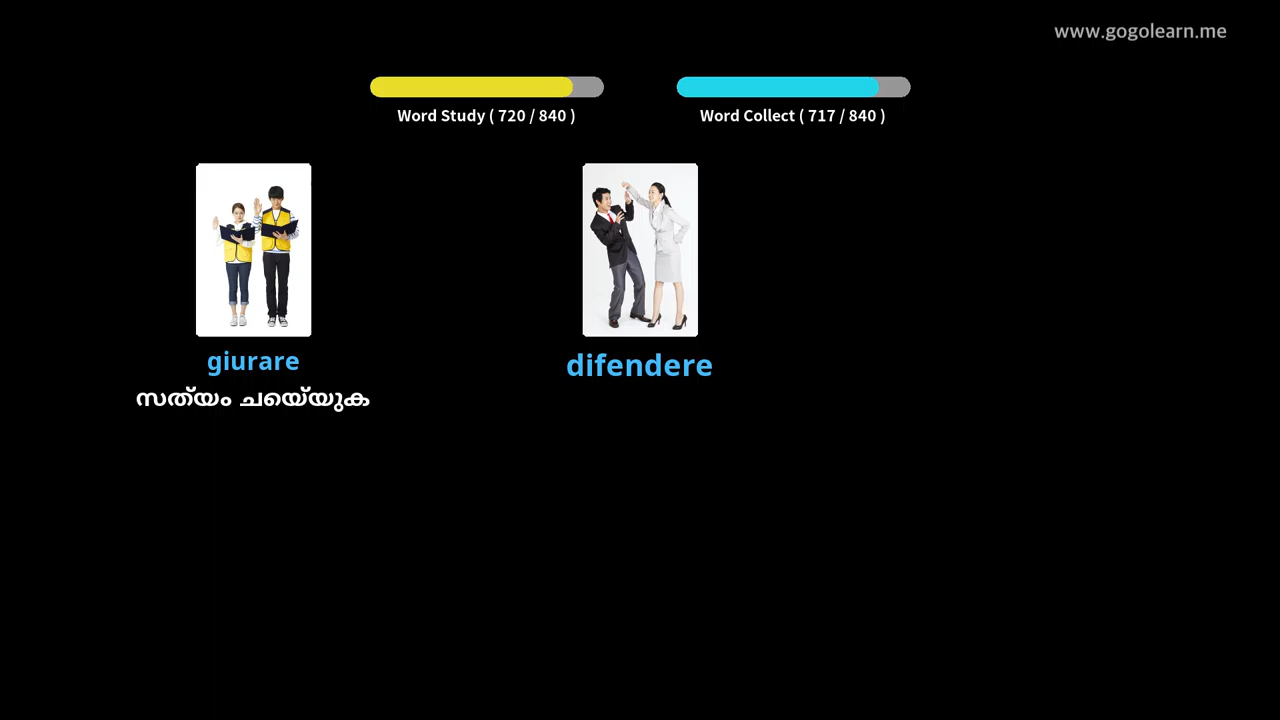 www.gogolearn.me
Word Study ( 720 / 840 )
Word Collect ( 717 / 840 )
giurare
difendere
സത്യം ചെയ്യുക